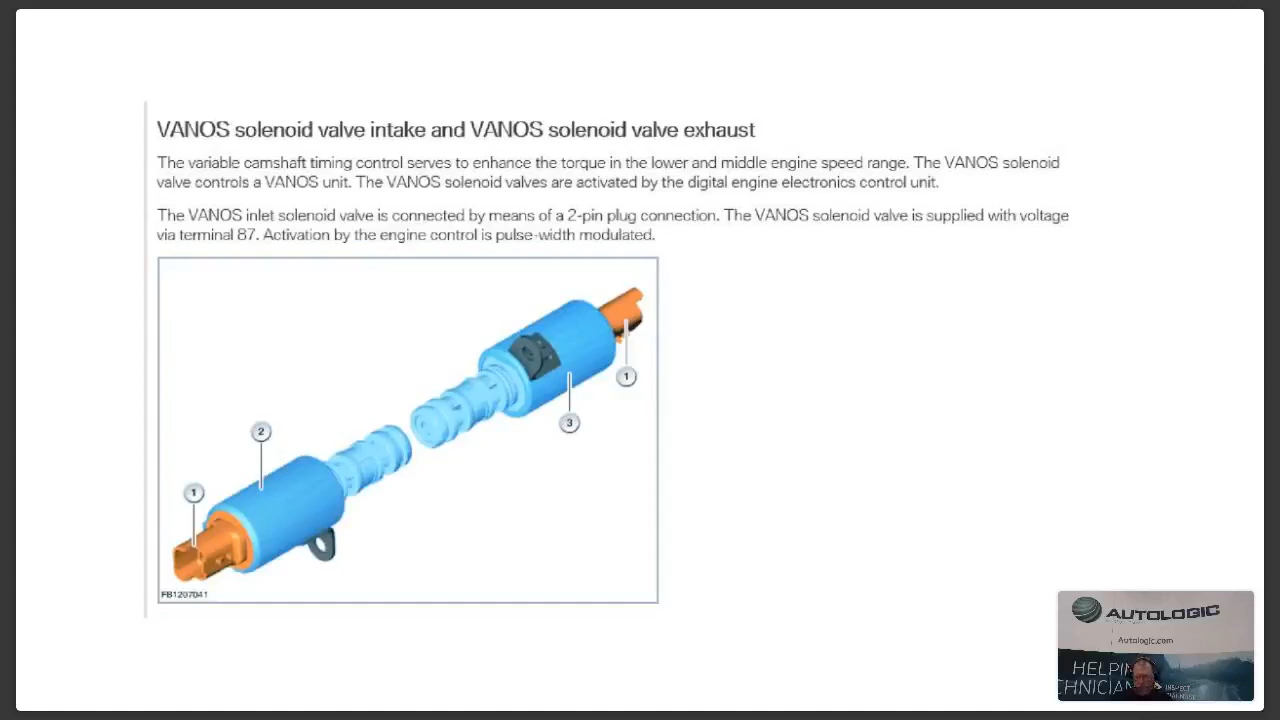 VANOS solenoid valve intake and VANOS solenoid valve exhaust
The variable camshaft timing control serves to enhance the torque in the lower and middle engine speed range. The VANOS solenoid
valve controls a VANOS unit. The VANOS solenoid valves are activated by the digital engine electronics control unit.
The VANOS inlet solenoid valve is connected by means of a 2-pin plug connection. The VANOS solenoid valve is supplied with voltage
via terminal 87. Activation by the engine control is pulse-width modulated.
1
3
2
1
FB1207041
AUTOLOGIC
Autologic.com
HELPIN
CHNICIAN
INSPECT